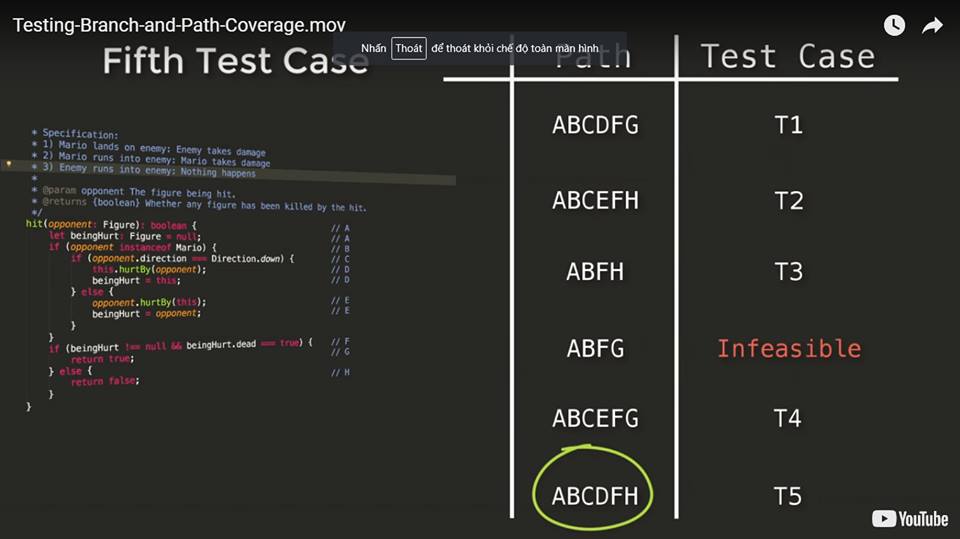 Testing-Branch-and-Path-Coverage.mov
Nhấn Thoát để thoát khỏi chế độ toàn màn hình
Fifth Test Case
* Specification:
* 1) Mario lands on enemy: Enemy takes damage
* 2) Mario runs into enemy: Mario takes damage
* 3) Enemy runs into enemy: Nothing happens
*
* @param opponent The figure being hit.
* @returns {boolean} Whether any figure has been killed by the hit.
*/
hit(opponent: Figure): boolean { // A
let beingHurt: Figure = null; // A
if (opponent instanceof Mario) { // B
if (opponent.direction === Direction.down) { // C
this.hurtBy(opponent); // D
beingHurt = this; // D
} else {
opponent.hurtBy(this); // E
beingHurt = opponent; // E
}
}
if (beingHurt !== null && beingHurt.dead === true) { // F
return true; // G
} else {
return false; // H
}
}
Path Test Case
ABCDFG T1
ABCEFH T2
ABFH T3
ABFG Infeasible
ABCEFG T4
ABCDFH T5
YouTube